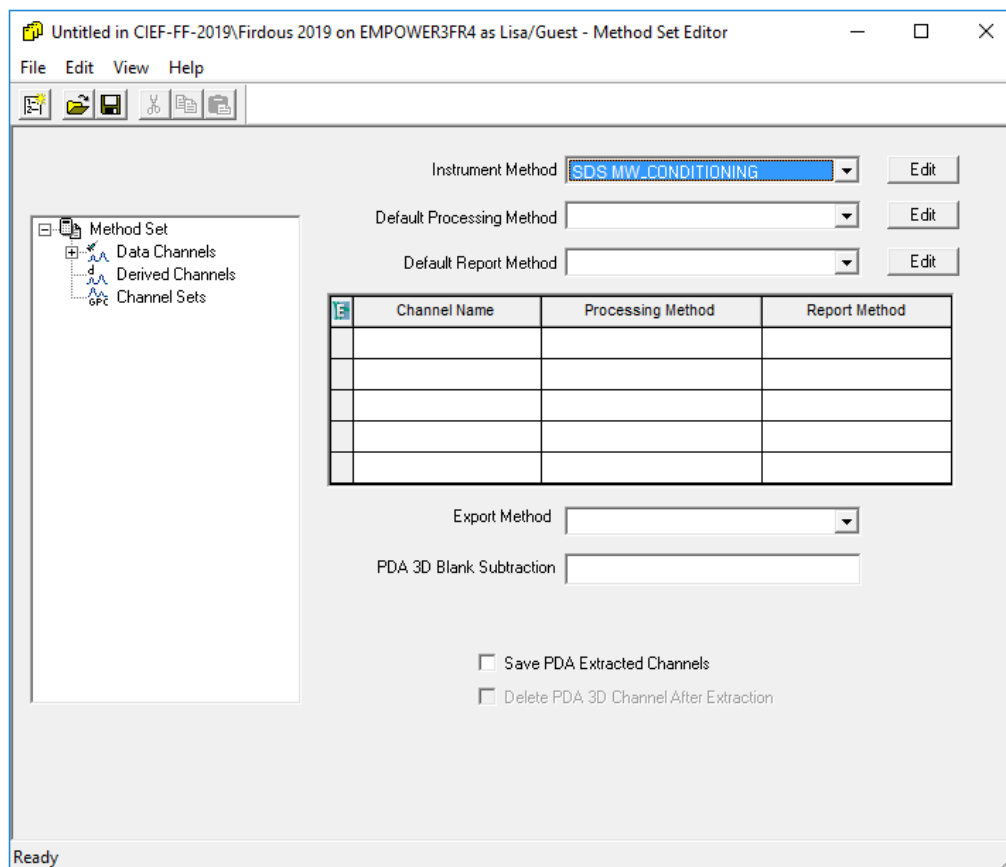 Untitled in CIEF-FF-2019\Firdous 2019 on EMPOWER3FR4 as Lisa/Guest - Method Set Editor
File Edit View Help
Instrument Method SDS MW_CONDITIONING Edit
Default Processing Method Edit
Default Report Method Edit
Method Set
Data Channels
Derived Channels
GPC Channel Sets
Channel Name Processing Method Report Method
Export Method
PDA 3D Blank Subtraction
Save PDA Extracted Channels
Delete PDA 3D Channel After Extraction
Ready